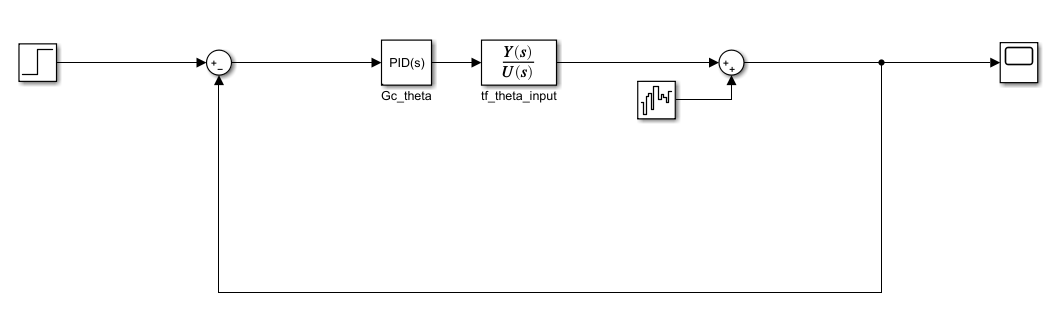 PID(s)
Y(s)
U(s)
Gc_theta
tf_theta_input